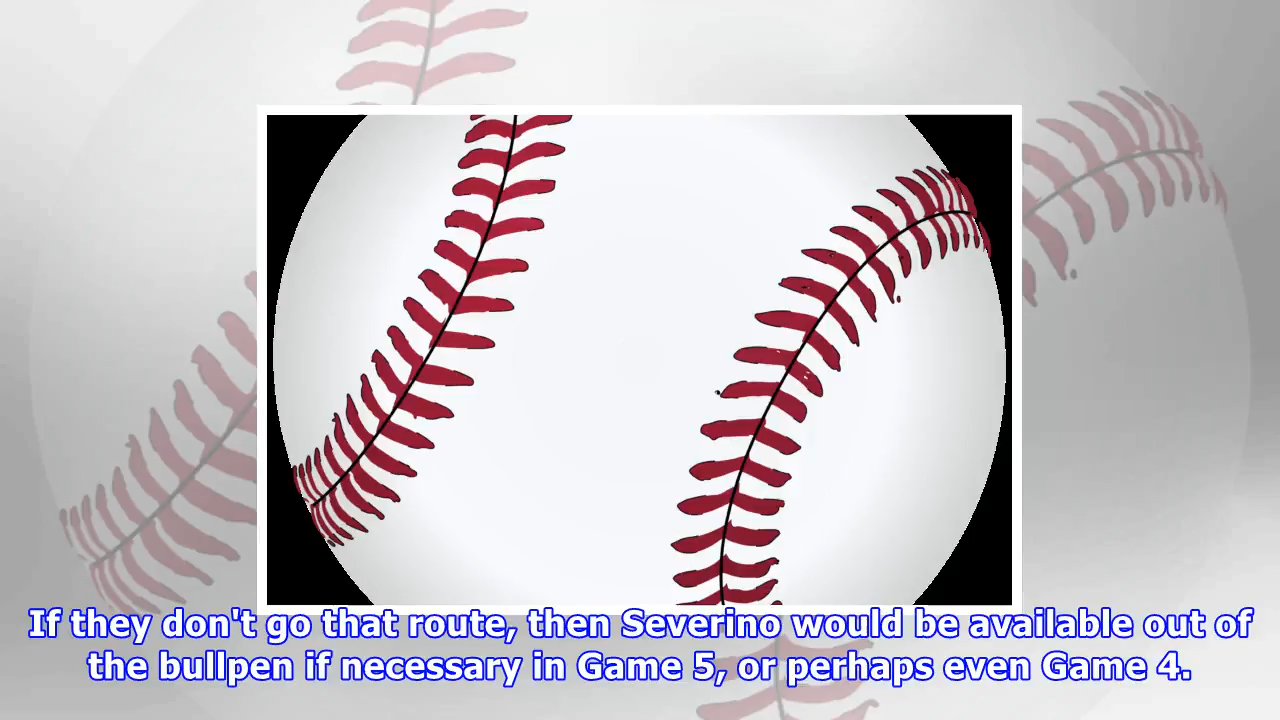 If they don't go that route, then Severino would be available out of
the bullpen if necessary in Game 5, or perhaps even Game 4.